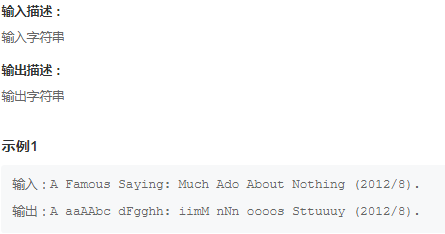 输入描述：
输入字符串
输出描述：
输出字符串
示例1
输入：A Famous Saying: Much Ado About Nothing (2012/8).
输出：A aaAAbc dFgghh: iimM nNn oooos Sttuuuy (2012/8).